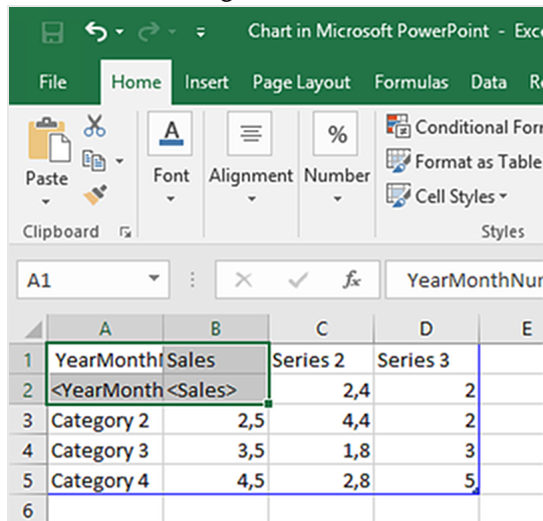 Chart in Microsoft PowerPoint - Exc
File Home Insert Page Layout Formulas Data R
Paste
Font
Alignment
Number
%
Conditional For
Format as Table
Cell Styles
Clipboard
Styles
A1 fx YearMonthNu
A B C D E
1 YearMonth Sales Series 2 Series 3
2 <YearMonth <Sales> 2,4 2
3 Category 2 2,5 4,4 2
4 Category 3 3,5 1,8 3
5 Category 4 4,5 2,8 5
6